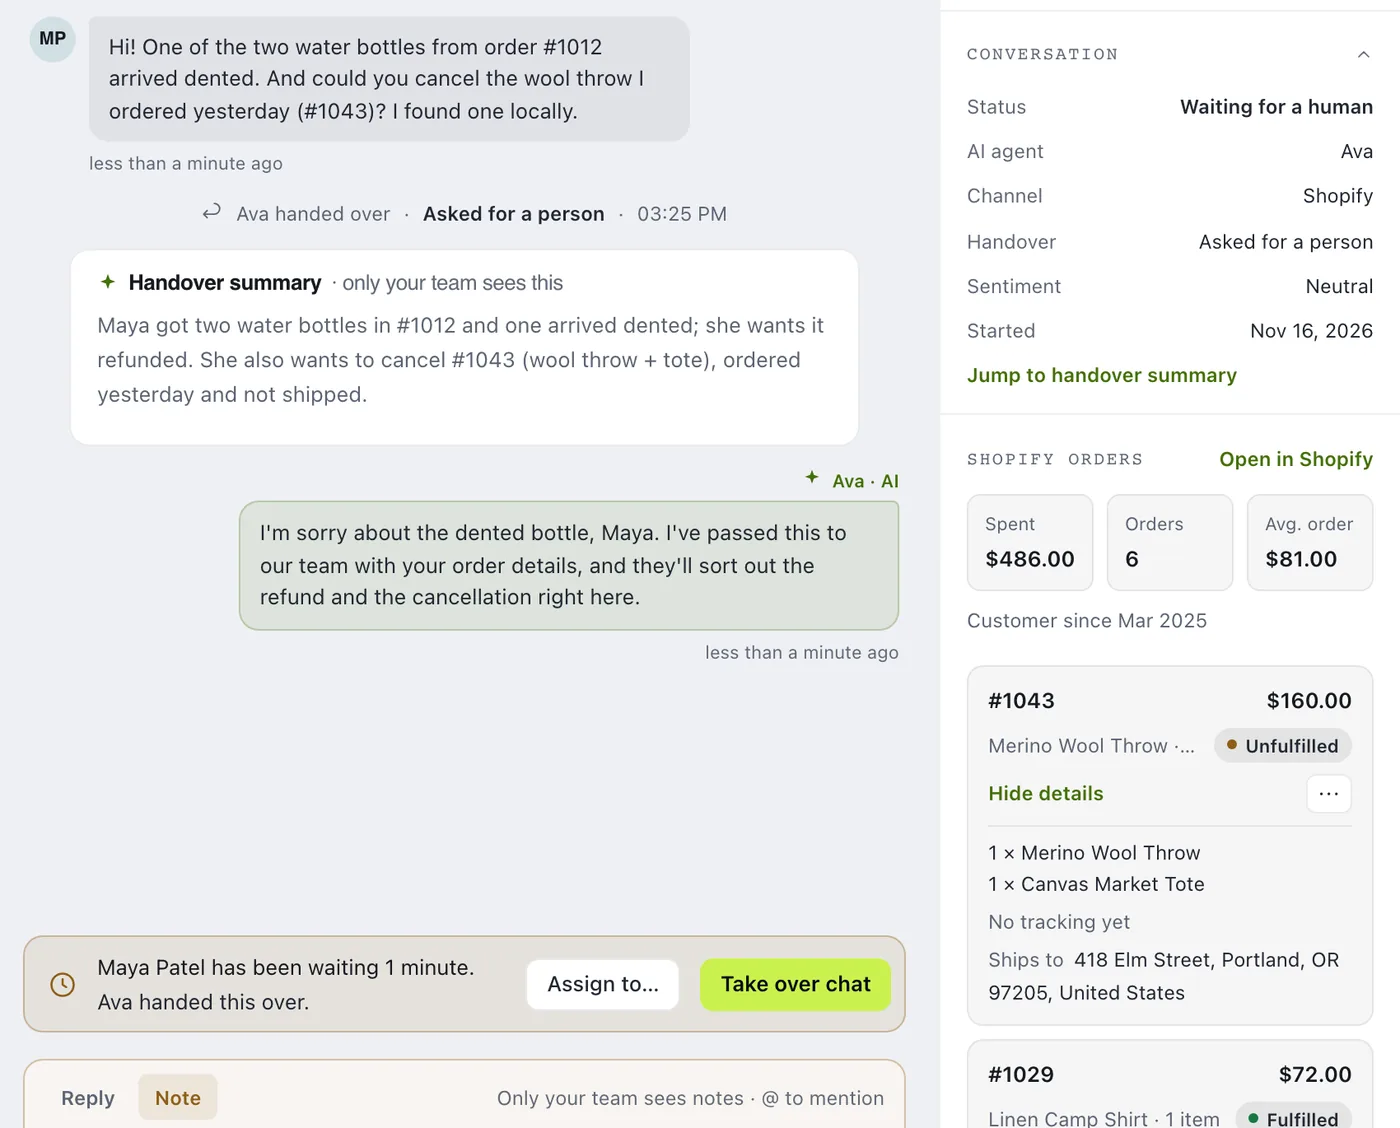 MP
Hi! One of the two water bottles from order #1012
arrived dented. And could you cancel the wool throw I
ordered yesterday (#1043)? I found one locally.
less than a minute ago
Ava handed over · Asked for a person · 03:25 PM
Handover summary · only your team sees this
Maya got two water bottles in #1012 and one arrived dented; she wants it
refunded. She also wants to cancel #1043 (wool throw + tote), ordered
yesterday and not shipped.
Ava · AI
I'm sorry about the dented bottle, Maya. I've passed this to
our team with your order details, and they'll sort out the
refund and the cancellation right here.
less than a minute ago
Maya Patel has been waiting 1 minute.
Ava handed this over.
Assign to...
Take over chat
Reply
Note
Only your team sees notes · @ to mention
CONVERSATION
Status Waiting for a human
AI agent Ava
Channel Shopify
Handover Asked for a person
Sentiment Neutral
Started Nov 16, 2026
Jump to handover summary
SHOPIFY ORDERS Open in Shopify
Spent
$486.00
Orders
6
Avg. order
$81.00
Customer since Mar 2025
#1043 $160.00
Merino Wool Throw ·... Unfulfilled
Hide details ...
1 × Merino Wool Throw
1 × Canvas Market Tote
No tracking yet
Ships to 418 Elm Street, Portland, OR
97205, United States
#1029 $72.00
Linen Camp Shirt · 1 item Fulfilled